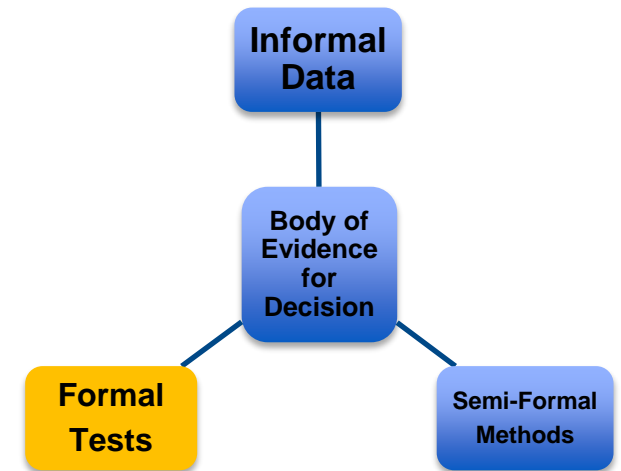 Informal
Data
Body of
Evidence
for
Decision
Formal
Tests
Semi-Formal
Methods